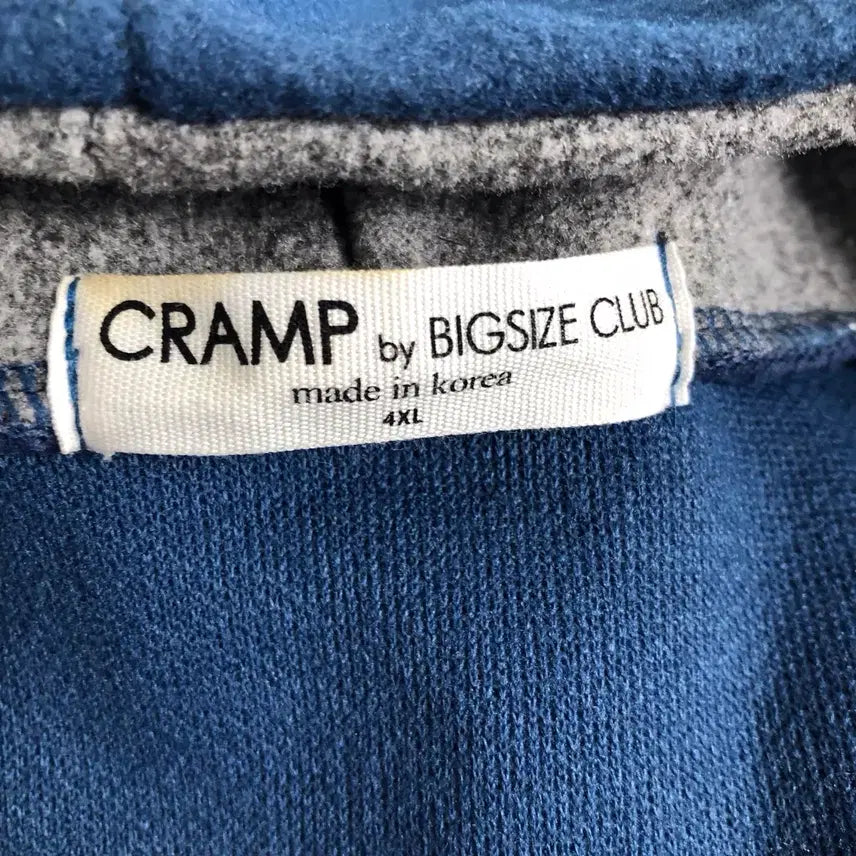 CRAMP by BIGSIZE CLUB
made in korea
4XL